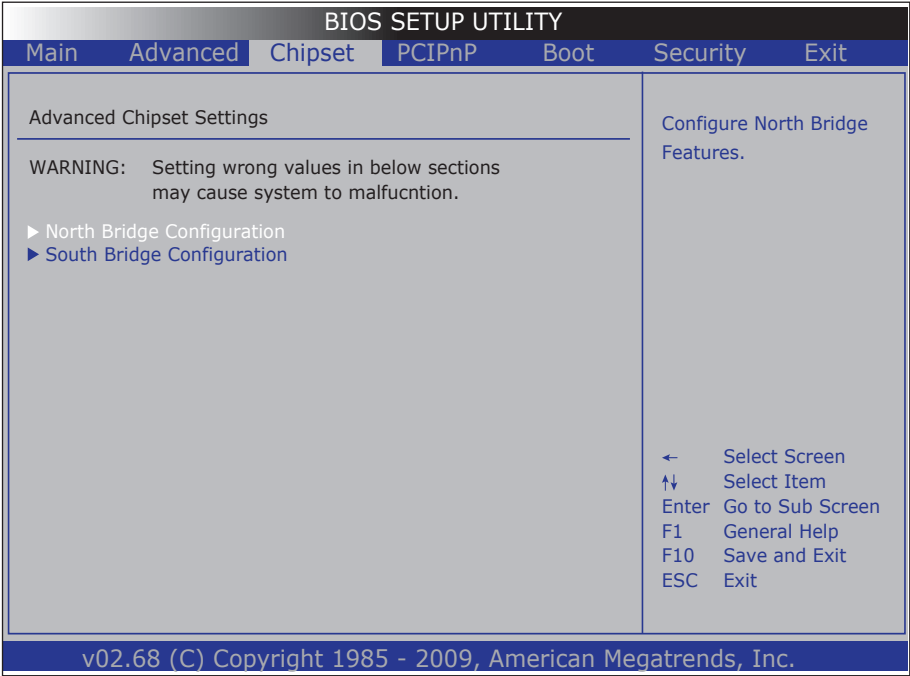 BIOS SETUP UTILITY
Main Advanced Chipset PCIPnP Boot Security Exit
Advanced Chipset Settings
WARNING: Setting wrong values in below sections
may cause system to malfucntion.
▶ North Bridge Configuration
▶ South Bridge Configuration
Configure North Bridge
Features.
← Select Screen
↑↓ Select Item
Enter Go to Sub Screen
F1 General Help
F10 Save and Exit
ESC Exit
v02.68 (C) Copyright 1985 - 2009, American Megatrends, Inc.